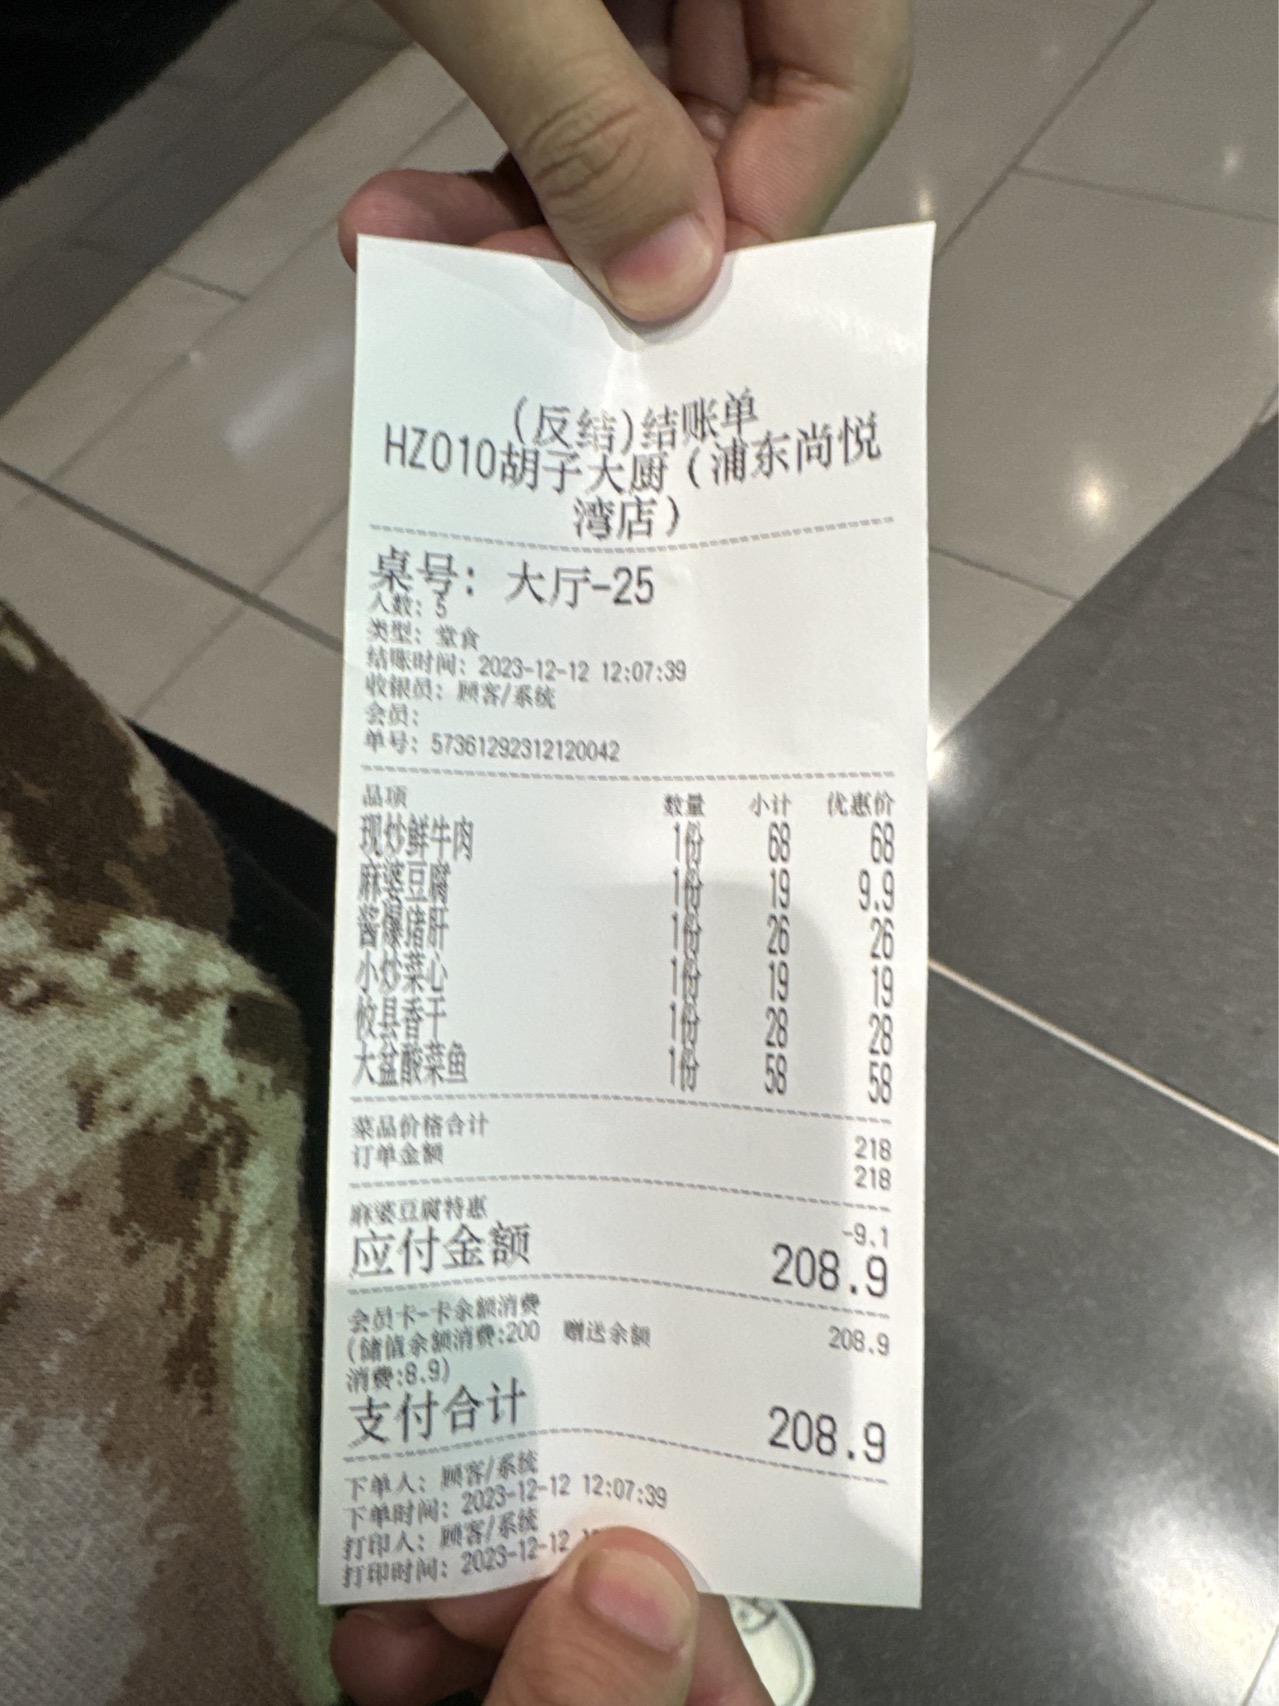 (反结)结账单
HZ010胡子大厨(浦东尚悦
湾店)
桌号: 大厅-25
人数: 5
类型: 堂食
结账时间: 2023-12-12 12:07:39
收银员: 顾客/系统
会员:
单号: 57361292312120042
品项 数量 小计 优惠价
现炒鲜牛肉 1份 68 68
麻婆豆腐 1份 19 9.9
酱爆猪肝 1份 26 26
小炒菜心 1份 19 19
攸县香干 1份 28 28
大盆酸菜鱼 1份 58 58
菜品价格合计 218
订单金额 218
麻婆豆腐特惠 -9.1
应付金额 208.9
会员卡-卡余额消费 208.9
(储值余额消费:200 赠送余额
消费:8.9)
支付合计 208.9
下单人: 顾客/系统
下单时间: 2023-12-12 12:07:39
打印人: 顾客/系统
打印时间: 2023-12-12